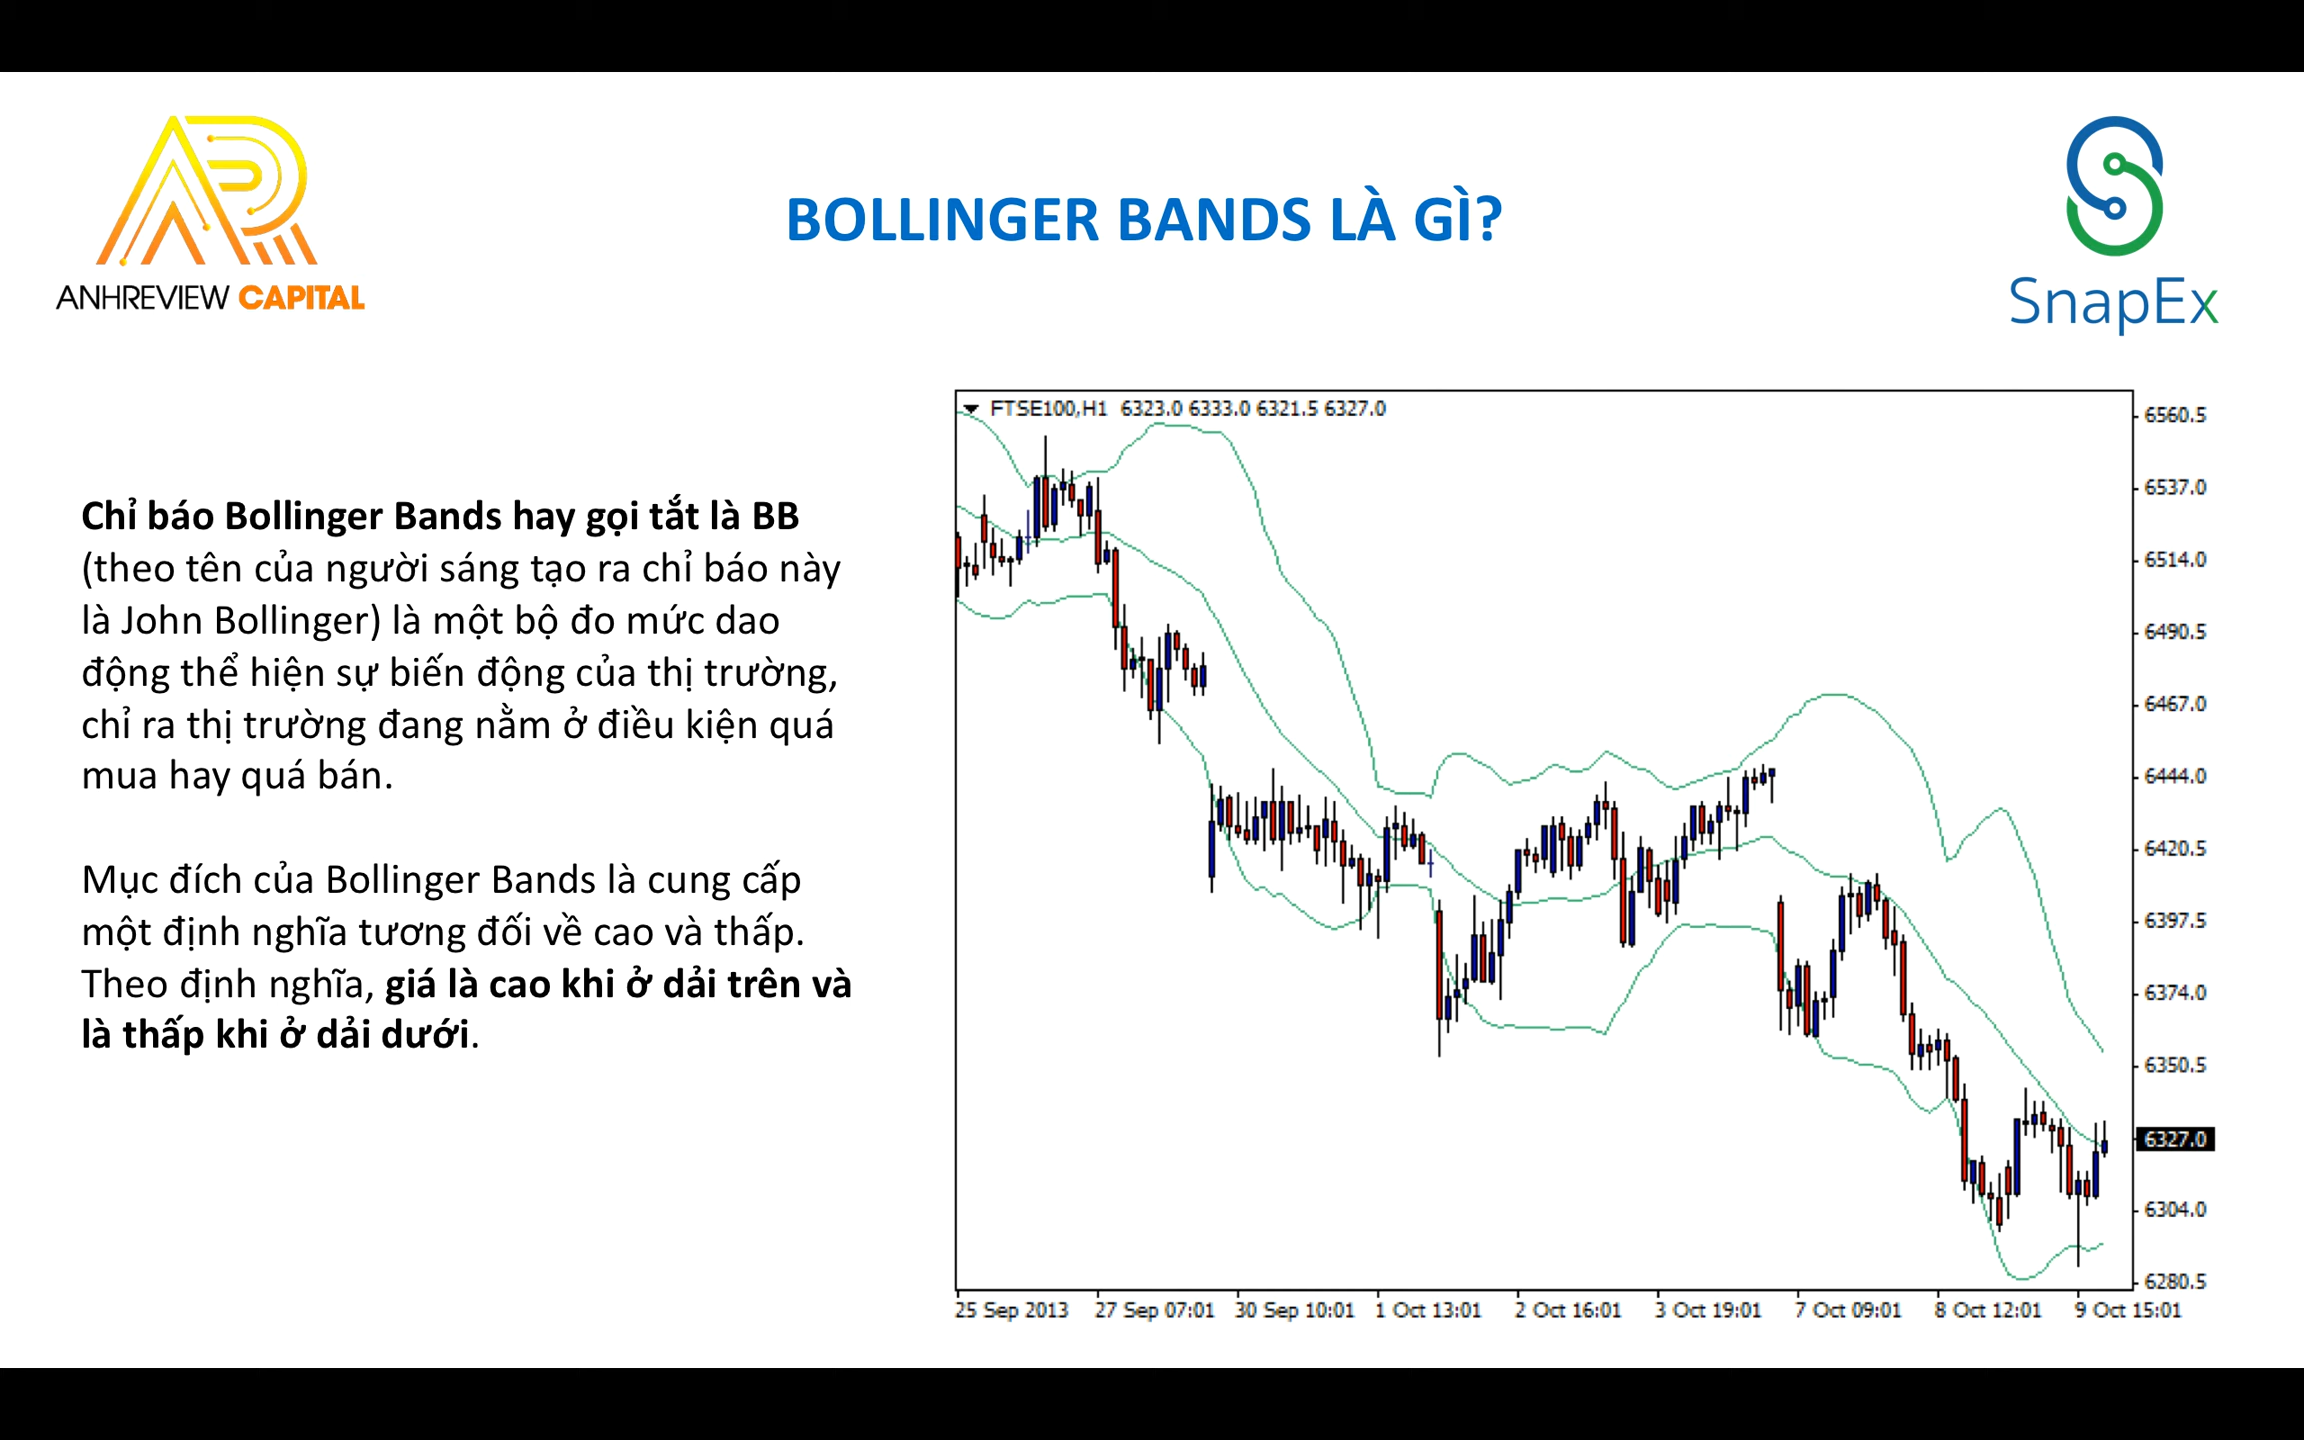 ANHREVIEW CAPITAL
BOLLINGER BANDS LÀ GÌ?
SnapEx
Chỉ báo Bollinger Bands hay gọi tắt là BB
(theo tên của người sáng tạo ra chỉ báo này
là John Bollinger) là một bộ đo mức dao
động thể hiện sự biến động của thị trường,
chỉ ra thị trường đang nằm ở điều kiện quá
mua hay quá bán.
Mục đích của Bollinger Bands là cung cấp
một định nghĩa tương đối về cao và thấp.
Theo định nghĩa, giá là cao khi ở dải trên và
là thấp khi ở dải dưới.
FTSE100,H1 6323.0 6333.0 6321.5 6327.0
6560.5
6537.0
6514.0
6490.5
6467.0
6444.0
6420.5
6397.5
6374.0
6350.5
6327.0
6304.0
6280.5
25 Sep 2013 27 Sep 07:01 30 Sep 10:01 1 Oct 13:01 2 Oct 16:01 3 Oct 19:01 7 Oct 09:01 8 Oct 12:01 9 Oct 15:01